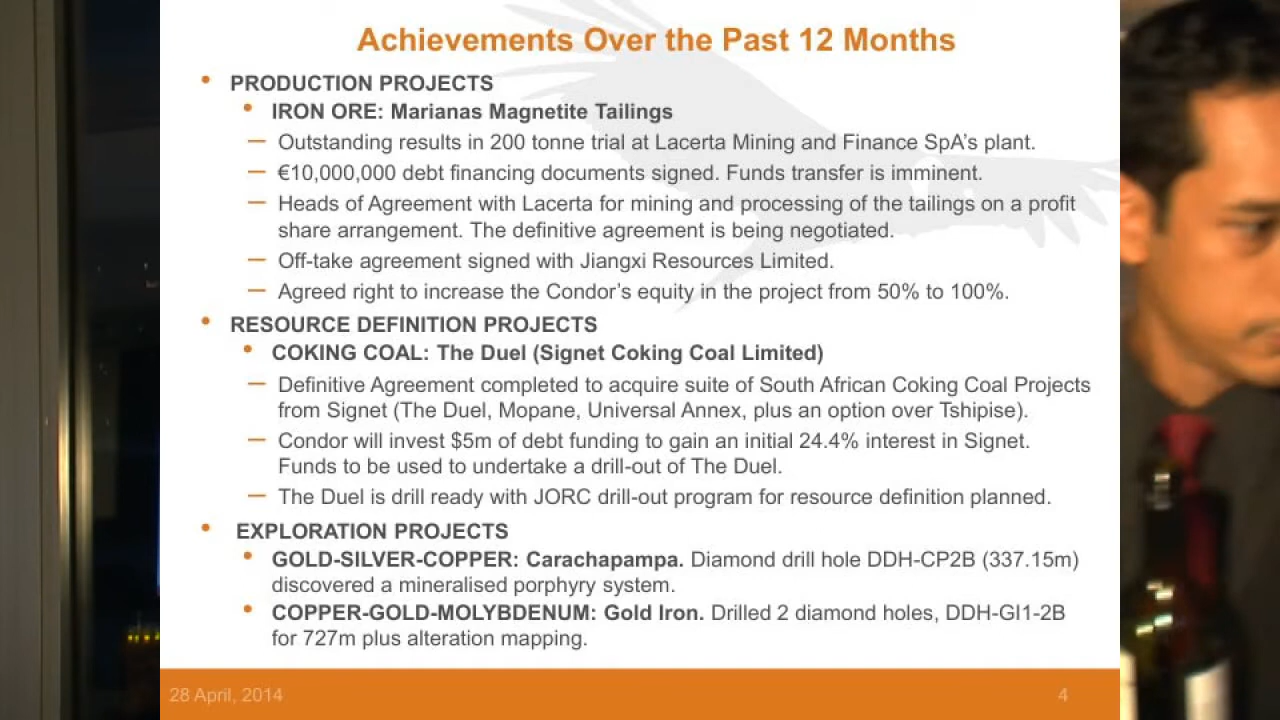 Achievements Over the Past 12 Months
• PRODUCTION PROJECTS
• IRON ORE: Marianas Magnetite Tailings
— Outstanding results in 200 tonne trial at Lacerta Mining and Finance SpA’s plant.
— €10,000,000 debt financing documents signed. Funds transfer is imminent.
— Heads of Agreement with Lacerta for mining and processing of the tailings on a profit
share arrangement. The definitive agreement is being negotiated.
— Off-take agreement signed with Jiangxi Resources Limited.
— Agreed right to increase the Condor’s equity in the project from 50% to 100%.
• RESOURCE DEFINITION PROJECTS
• COKING COAL: The Duel (Signet Coking Coal Limited)
— Definitive Agreement completed to acquire suite of South African Coking Coal Projects
from Signet (The Duel, Mopane, Universal Annex, plus an option over Tshipise).
— Condor will invest $5m of debt funding to gain an initial 24.4% interest in Signet.
Funds to be used to undertake a drill-out of The Duel.
— The Duel is drill ready with JORC drill-out program for resource definition planned.
• EXPLORATION PROJECTS
• GOLD-SILVER-COPPER: Carachapampa. Diamond drill hole DDH-CP2B (337.15m)
discovered a mineralised porphyry system.
• COPPER-GOLD-MOLYBDENUM: Gold Iron. Drilled 2 diamond holes, DDH-GI1-2B
for 727m plus alteration mapping.
28 April, 2014 4